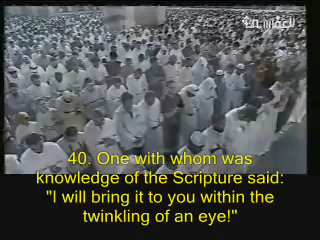 40. One with whom was
knowledge of the Scripture said:
"I will bring it to you within the
twinkling of an eye!"